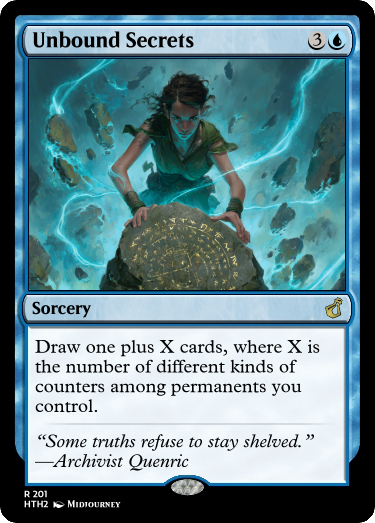 Unbound Secrets 3
Sorcery
Draw one plus X cards, where X is
the number of different kinds of
counters among permanents you
control.
“Some truths refuse to stay shelved.”
—Archivist Quenric
R 201
HTH2 Midjourney